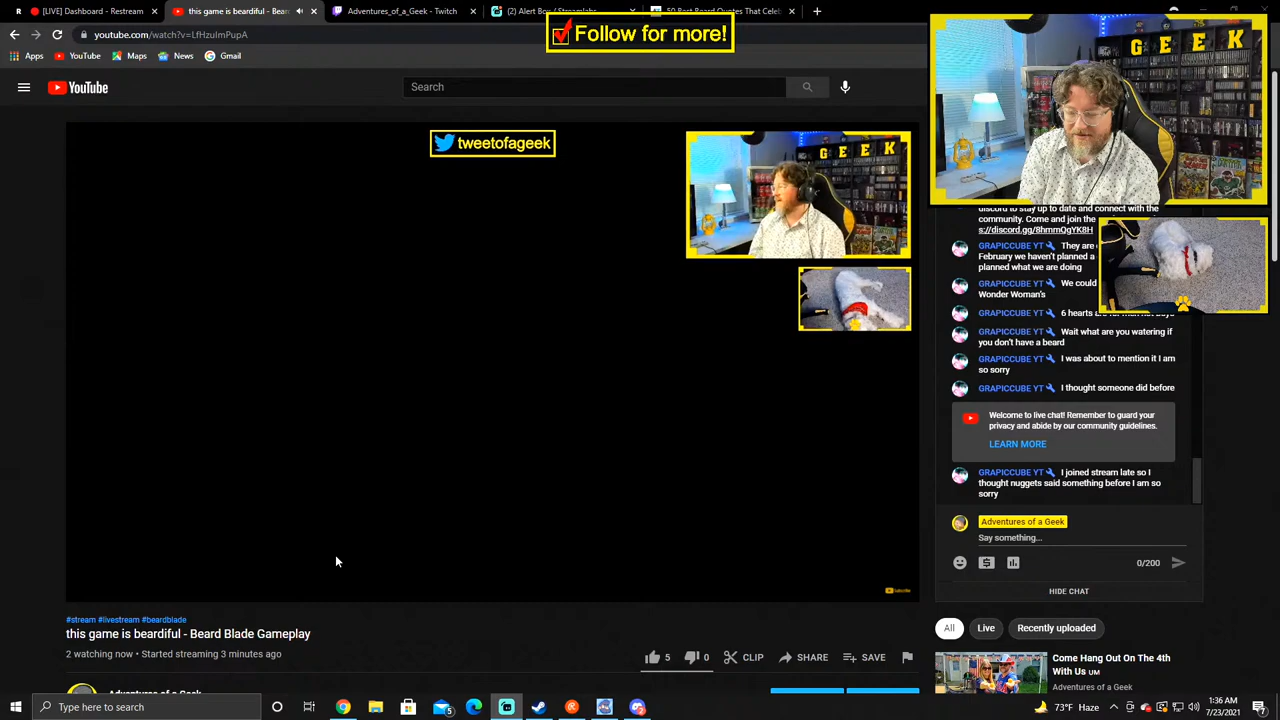 [LIVE] Dashboard - Restream
this game is beardiful - Beard
Adventures_of_a_Geek - Twitch
(2) Alert Box / Streamlabs
50 Best Beard Quotes That Celeb
youtube.com/watch?v=LfHzuImPupA
Follow for more!
Apps
YouTube
Maps
News
Gmail
YouTube
Search
GEEK
tweetofageek
GEEK
discord to stay up to date and connect with the
community. Come and join the
s://discord.gg/8hmmQgYK8H
GRAPICCUBE YT They are
February we haven't planned a
planned what we are doing
GRAPICCUBE YT We could
Wonder Woman's
GRAPICCUBE YT 6 hearts
GRAPICCUBE YT Wait what are you watering if
you don't have a beard
GRAPICCUBE YT I was about to mention it I am
so sorry
GRAPICCUBE YT I thought someone did before
Welcome to live chat! Remember to guard your
privacy and abide by our community guidelines.
LEARN MORE
GRAPICCUBE YT I joined stream late so I
thought nuggets said something before I am so
sorry
Adventures of a Geek
Say something...
0/200
HIDE CHAT
#stream #livestream #beardblade
this game is beardiful - Beard Blade Gameplay
2 watching now • Started streaming 3 minutes ago
5
0
CLIP
SHARE
SAVE
All
Live
Recently uploaded
Come Hang Out On The 4th
With Us UM
Adventures of a Geek
Adventures of a Geek
Type here to search
73°F Haze
1:36 AM
7/23/2021